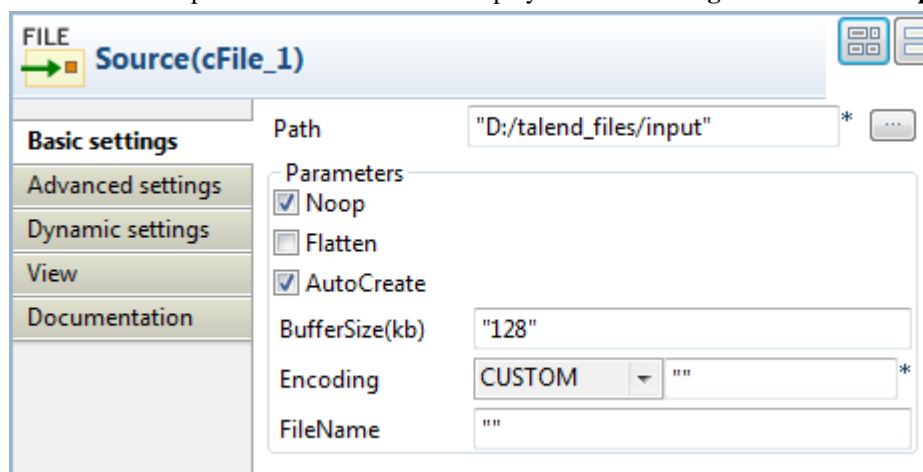 FILE
Source(cFile_1)
Basic settings
Advanced settings
Dynamic settings
View
Documentation
Path "D:/talend_files/input" * ...
Parameters
Noop
Flatten
AutoCreate
BufferSize(kb) "128"
Encoding CUSTOM "" *
FileName ""